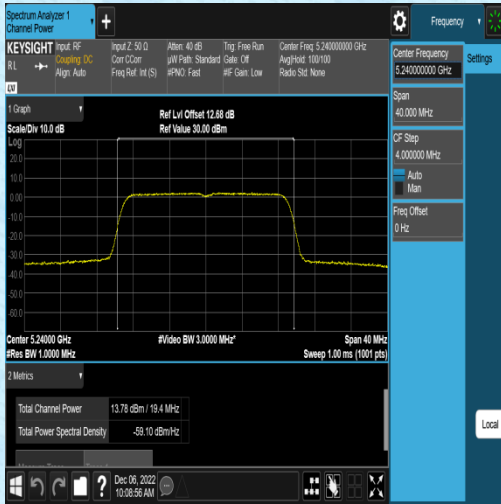 Spectrum Analyzer 1
Channel Power
+
Frequency
KEYSIGHT
RL
LXI
Input: RF
Coupling: DC
Align: Auto
Input Z: 50 Ω
Corr CCorr
Freq Ref: Int (S)
Atten: 40 dB
µW Path: Standard
#PNO: Fast
Trig: Free Run
Gate: Off
#IF Gain: Low
Center Freq: 5.240000000 GHz
Avg|Hold: 100/100
Radio Std: None
Center Frequency
5.240000000 GHz
Settings
Span
40.000 MHz
CF Step
4.000000 MHz
Auto
Man
Freq Offset
0 Hz
1 Graph
Scale/Div 10.0 dB
Ref Lvl Offset 12.68 dB
Ref Value 30.00 dBm
Log
20.0
10.0
0.00
-10.0
-20.0
-30.0
-40.0
-50.0
-60.0
Center 5.24000 GHz
#Res BW 1.0000 MHz
#Video BW 3.0000 MHz*
Span 40 MHz
Sweep 1.00 ms (1001 pts)
2 Metrics
Total Channel Power 13.78 dBm / 19.4 MHz
Total Power Spectral Density -59.10 dBm/Hz
Local
?
Dec 06, 2022
10:08:56 AM